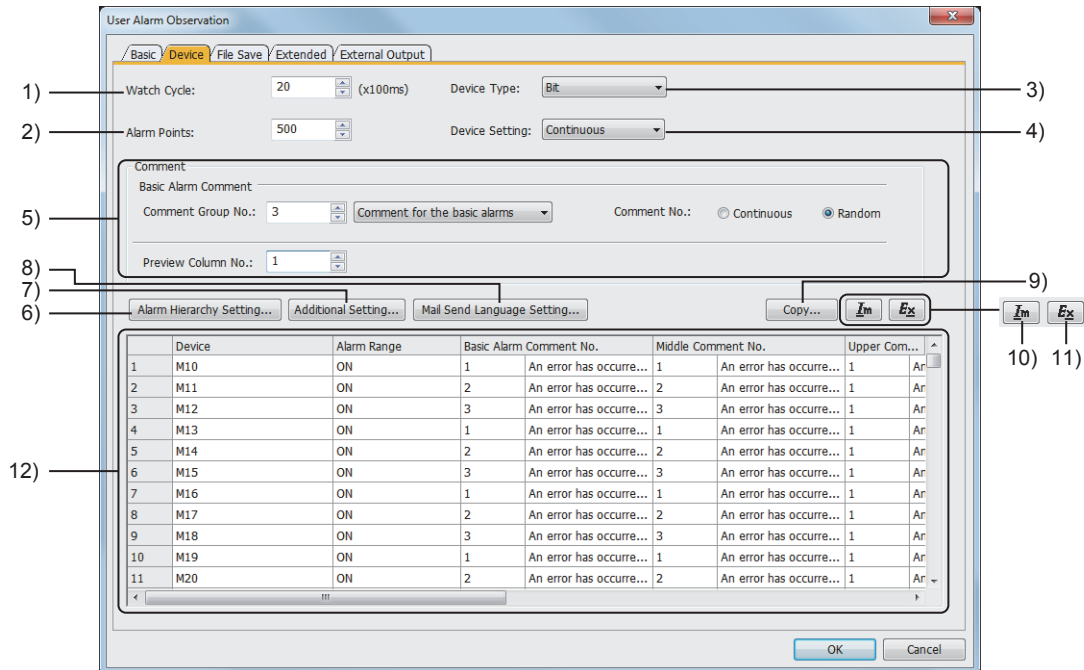 User Alarm Observation
Basic Device File Save Extended External Output
1) Watch Cycle: 20 (x100ms) Device Type: Bit 3)
2) Alarm Points: 500 Device Setting: Continuous 4)
Comment
Basic Alarm Comment
5) Comment Group No.: 3 Comment for the basic alarms Comment No.: Continuous Random
Preview Column No.: 1
8)
7)
9)
6) Alarm Hierarchy Setting... Additional Setting... Mail Send Language Setting... Copy... Im Ex Im Ex
10) 11)
Device Alarm Range Basic Alarm Comment No. Middle Comment No. Upper Com...
1 M10 ON 1 An error has occurre... 1 An error has occurre... 1 An
2 M11 ON 2 An error has occurre... 2 An error has occurre... 1 An
3 M12 ON 3 An error has occurre... 3 An error has occurre... 1 An
4 M13 ON 1 An error has occurre... 1 An error has occurre... 1 An
5 M14 ON 2 An error has occurre... 2 An error has occurre... 1 An
12) 6 M15 ON 3 An error has occurre... 3 An error has occurre... 1 An
7 M16 ON 1 An error has occurre... 1 An error has occurre... 1 An
8 M17 ON 2 An error has occurre... 2 An error has occurre... 1 An
9 M18 ON 3 An error has occurre... 3 An error has occurre... 1 An
10 M19 ON 1 An error has occurre... 1 An error has occurre... 1 An
11 M20 ON 2 An error has occurre... 2 An error has occurre... 1 An
OK Cancel